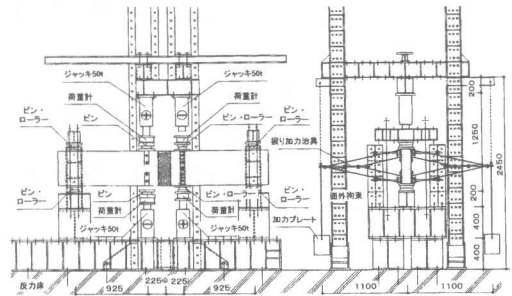 ジャッキ50t
ジャッキ50t
荷重計
荷重計
ピン・ローラー
ピン
ピン・ローラー
ピン・ローラー
ピン・ローラー
ピン
ピン・ローラー
ピン・ローラー
荷重計
荷重計
ジャッキ50t
ジャッキ50t
反力床
925
225
225
925
捩り加力治具
面外拘束
加力プレート
200
1250
2450
200
400
400
1100
1100